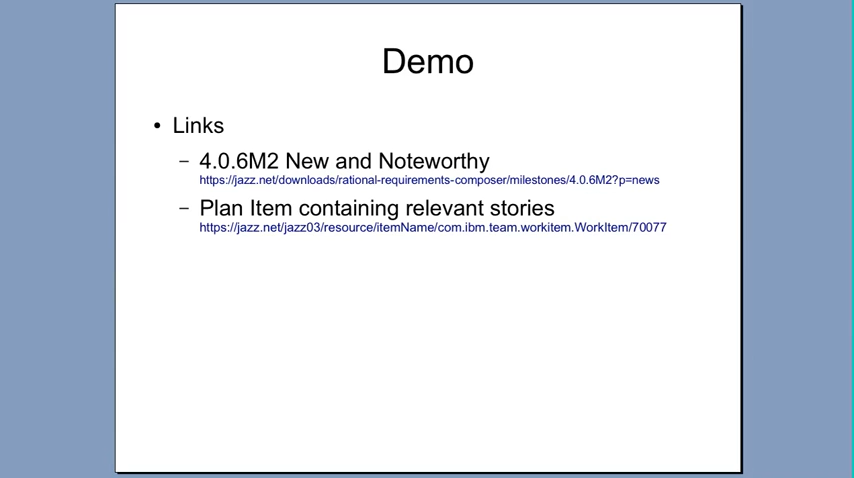 Demo
• Links
– 4.0.6M2 New and Noteworthy
https://jazz.net/downloads/rational-requirements-composer/milestones/4.0.6M2?p=news
– Plan Item containing relevant stories
https://jazz.net/jazz03/resource/itemName/com.ibm.team.workitem.WorkItem/70077